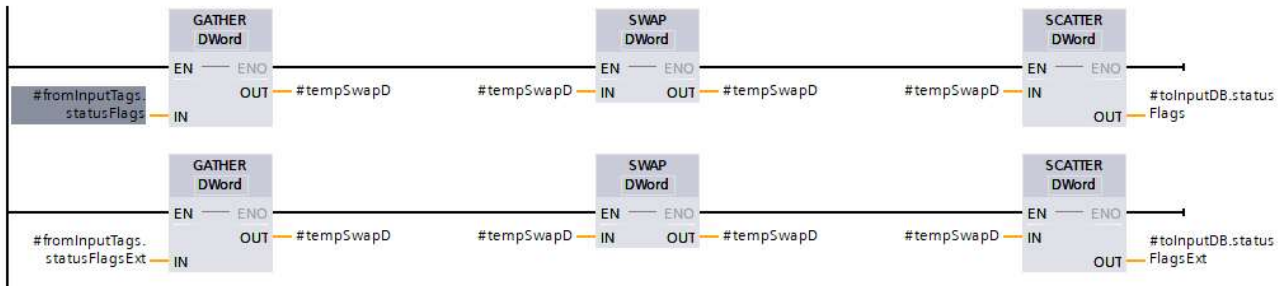 GATHER
DWord
EN
ENO
#fromInputTags.
statusFlags
IN
OUT
#tempSwapD
SWAP
DWord
EN
ENO
#tempSwapD
IN
OUT
#tempSwapD
SCATTER
DWord
EN
ENO
#tempSwapD
IN
OUT
#toInputDB.status
Flags
GATHER
DWord
EN
ENO
#fromInputTags.
statusFlagsExt
IN
OUT
#tempSwapD
SWAP
DWord
EN
ENO
#tempSwapD
IN
OUT
#tempSwapD
SCATTER
DWord
EN
ENO
#tempSwapD
IN
OUT
#toInputDB.status
FlagsExt